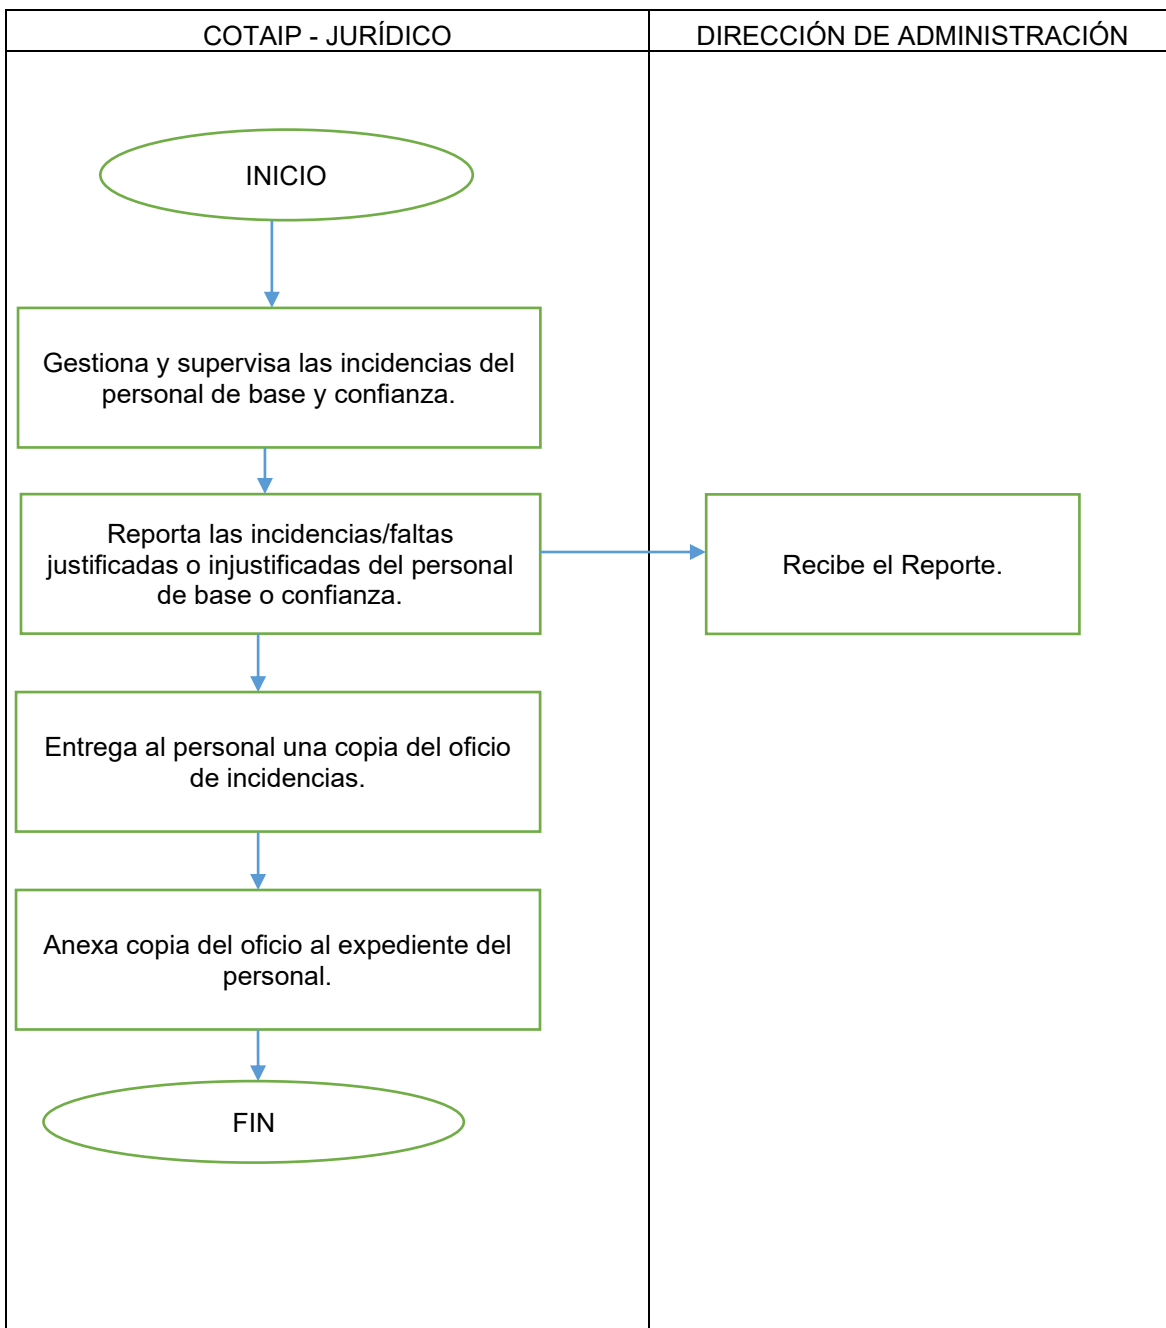 COTAIP - JURÍDICO
DIRECCIÓN DE ADMINISTRACIÓN
INICIO
Gestiona y supervisa las incidencias del
personal de base y confianza.
Reporta las incidencias/faltas
justificadas o injustificadas del personal
de base o confianza.
Recibe el Reporte.
Entrega al personal una copia del oficio
de incidencias.
Anexa copia del oficio al expediente del
personal.
FIN